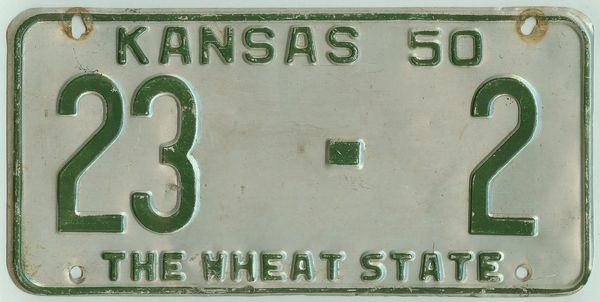 KANSAS 50
23 - 2
THE WHEAT STATE